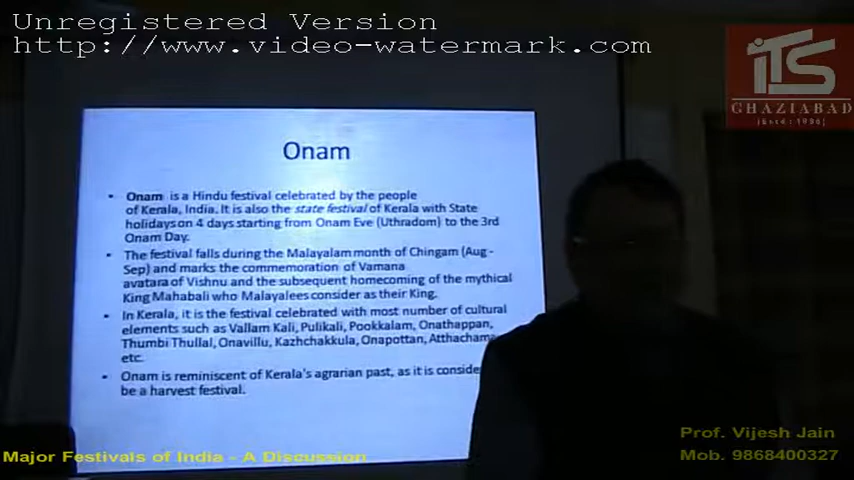 Unregistered Version
http://www.video-watermark.com
iTS
GHAZIABAD
(Estd : 1996)
Onam
• Onam is a Hindu festival celebrated by the people
of Kerala, India. It is also the state festival of Kerala with State
holidays on 4 days starting from Onam Eve (Uthradom) to the 3rd
Onam Day.
• The festival falls during the Malayalam month of Chingam (Aug -
Sep) and marks the commemoration of Vamana
avatara of Vishnu and the subsequent homecoming of the mythical
King Mahabali who Malayalees consider as their King.
• In Kerala, it is the festival celebrated with most number of cultural
elements such as Vallam Kali, Pulikali, Pookkalam, Onathappan,
Thumbi Thullal, Onavillu, Kazhchakkula, Onapottan, Atthachama
etc.
• Onam is reminiscent of Kerala's agrarian past, as it is conside
be a harvest festival.
Prof. Vijesh Jain
Mob. 9868400327
Major Festivals of India - A Discussion